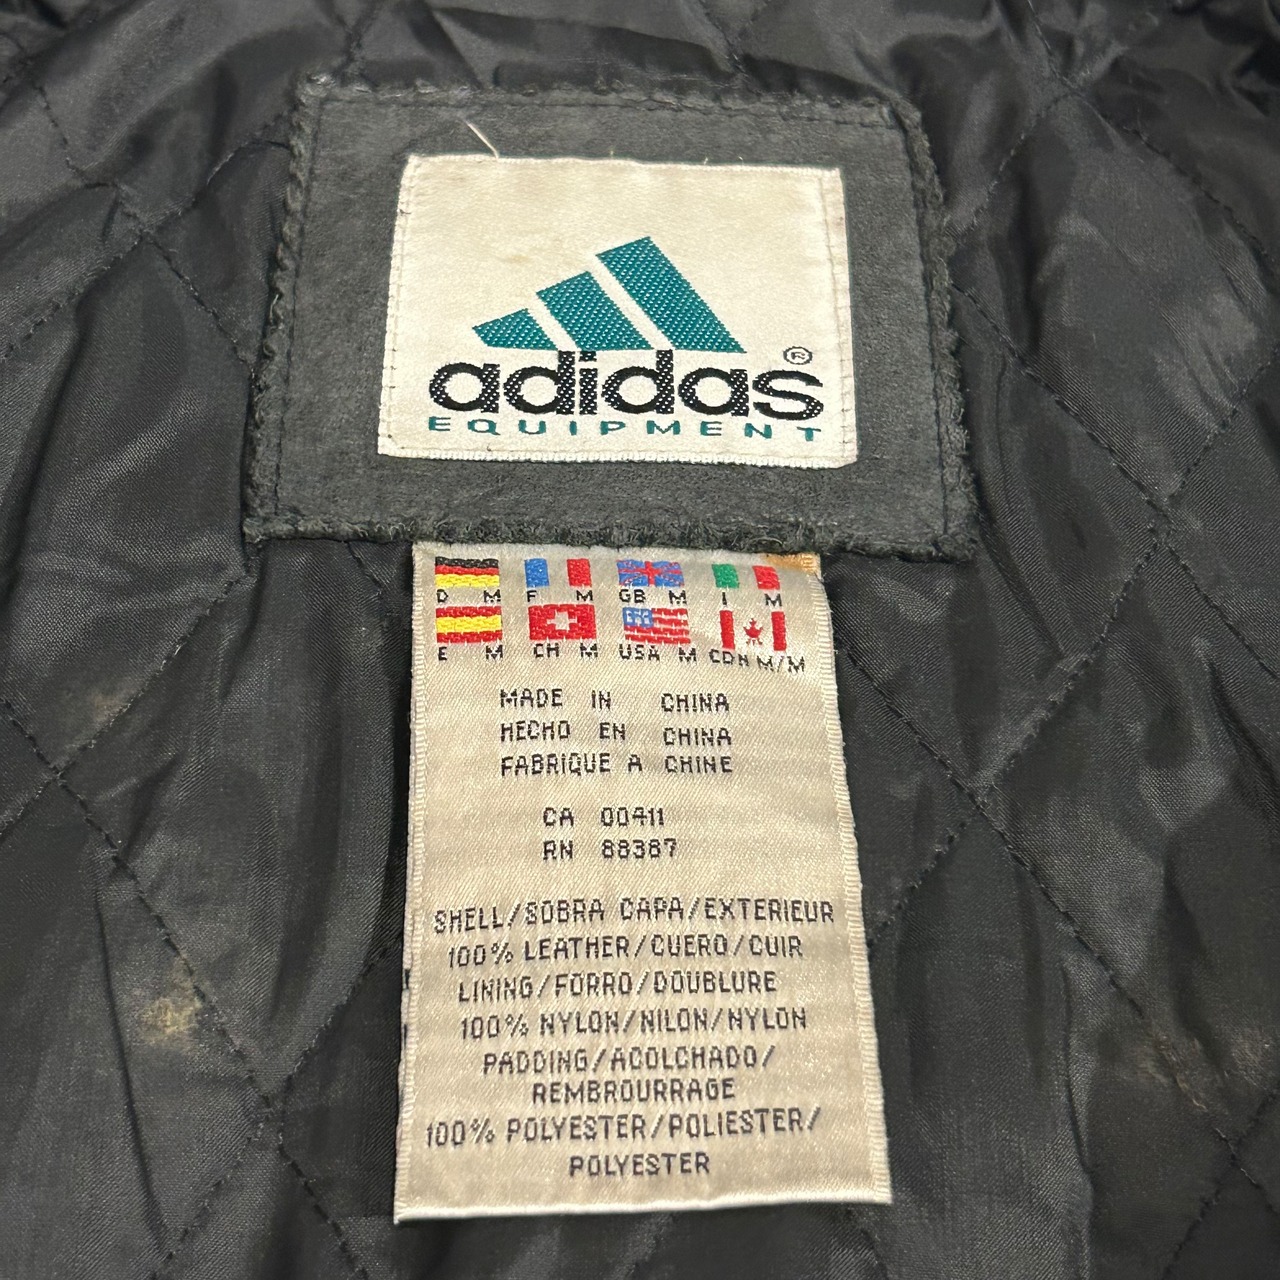 adidas ®
EQUIPMENT
D M F M GB M I M
E M CH M USA M CDN M/M
MADE IN CHINA
HECHO EN CHINA
FABRIQUE A CHINE
CA 00411
RN 88387
SHELL/SOBRA CAPA/EXTERIEUR
100% LEATHER/CUERO/CUIR
LINING/FORRO/DOUBLURE
100% NYLON/NILON/NYLON
PADDING/ACOLCHADO/
REMBROURRAGE
100% POLYESTER/POLIESTER/
POLYESTER